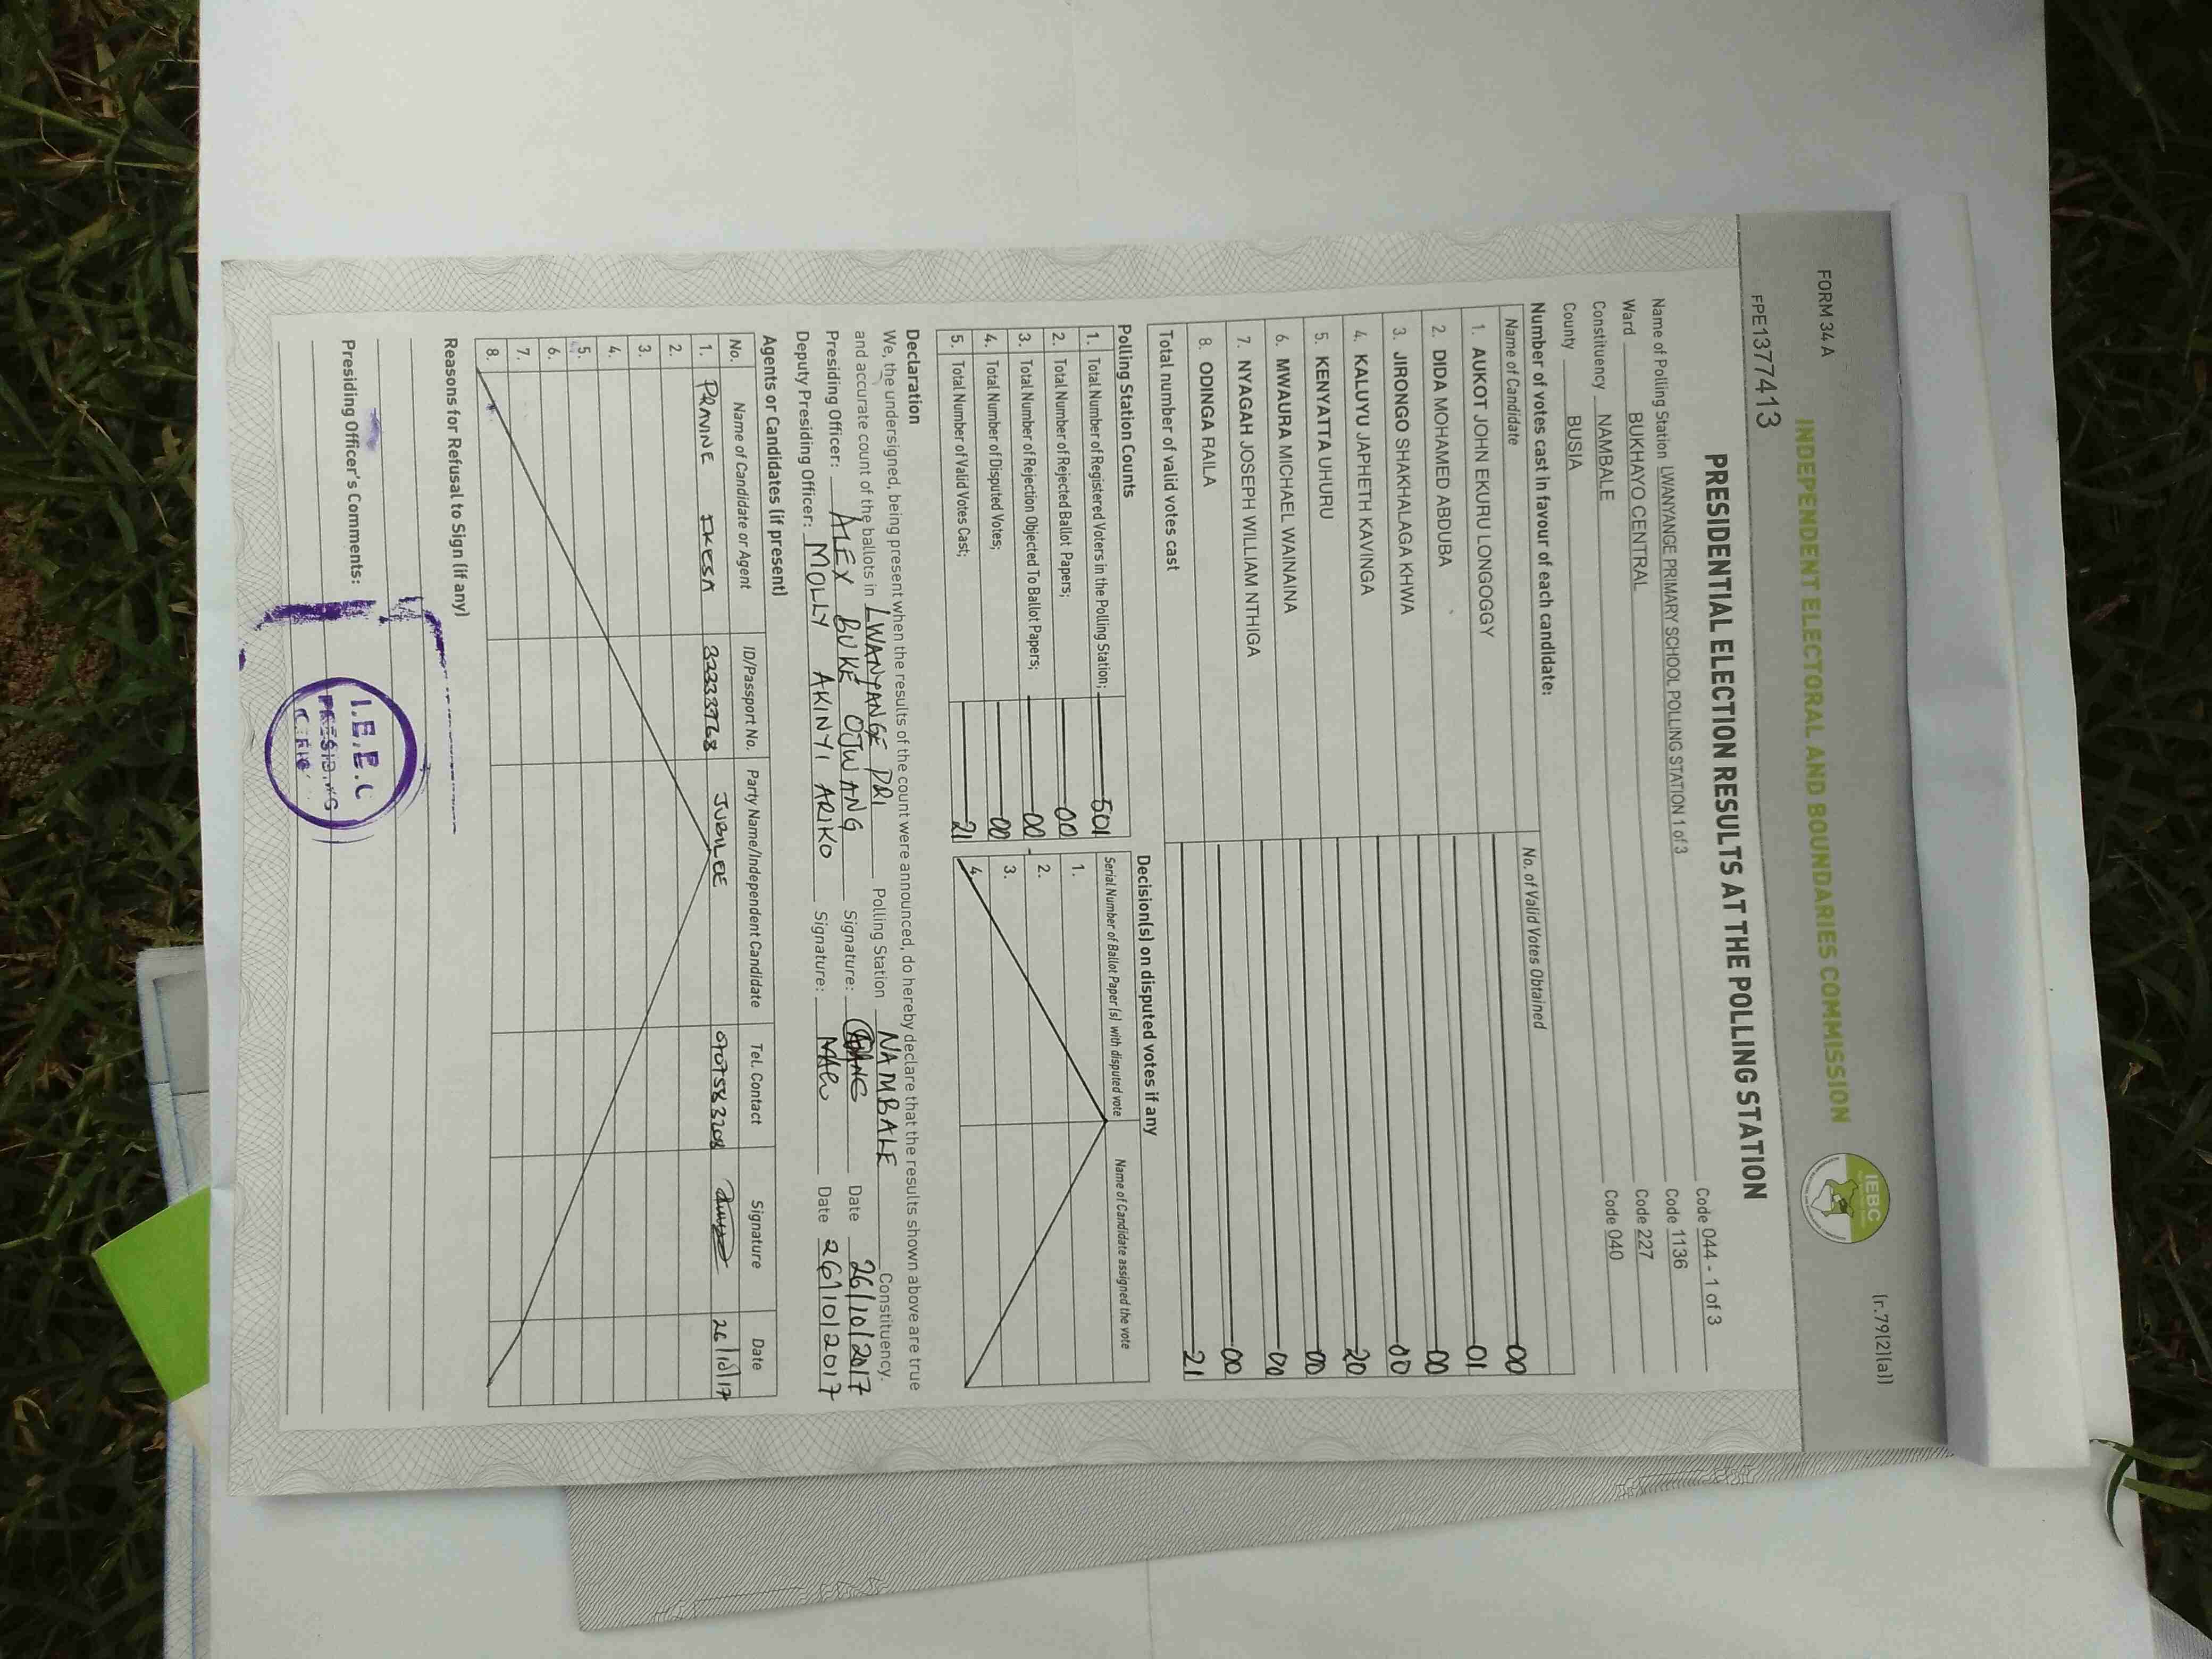 FORM 34 A
(r.79(2)(a))
INDEPENDENT ELECTORAL AND BOUNDARIES COMMISSION
IEBC
FPE1377413
PRESIDENTIAL ELECTION RESULTS AT THE POLLING STATION
Name of Polling Station LWANYANGE PRIMARY SCHOOL POLLING STATION 1 of 3 Code 044 - 1 of 3
Ward BUKHAYO CENTRAL Code 1136
Constituency NAMBALE Code 227
County BUSIA Code 040
Number of votes cast in favour of each candidate:
Name of Candidate No. of Valid Votes Obtained
1. AUKOT JOHN EKURU LONGOGGY 00
2. DIDA MOHAMED ABDUBA 01
3. JIRONGO SHAKHALAGA KHWA 00
4. KALUYU JAPHETH KAVINGA 00
5. KENYATTA UHURU 20
6. MWAURA MICHAEL WAINAINA 00
7. NYAGAH JOSEPH WILLIAM NTHIGA 00
8. ODINGA RAILA 00
Total number of valid votes cast 21
Polling Station Counts
1. Total Number of Registered Voters in the Polling Station; 501
2. Total Number of Rejected Ballot Papers; 00
3. Total Number of Rejection Objected To Ballot Papers; 00
4. Total Number of Disputed Votes; 00
5. Total Number of Valid Votes Cast; 21
Decision(s) on disputed votes if any
Serial Number of Ballot Paper (s) with disputed vote Name of Candidate assigned the vote
1.
2.
3.
4.
Declaration
We, the undersigned, being present when the results of the count were announced, do hereby declare that the results shown above are true
and accurate count of the ballots in LWANYANGE PRI Polling Station NAMBALE Constituency.
Presiding Officer: ALEX BUKE OJWANG Signature: Date 26/10/2017
Deputy Presiding Officer: MOLLY AKINYI ARIKO Signature: Date 26/10/2017
Agents or Candidates (if present)
No. Name of Candidate or Agent ID/Passport No. Party Name/Independent Candidate Tel. Contact Signature Date
1. JUBILEE 0707583208 26/10/17
2.
3.
4.
5.
6.
7.
8.
Reasons for Refusal to Sign (if any)
Presiding Officer's Comments:
I.E.B.C
PRESIDING